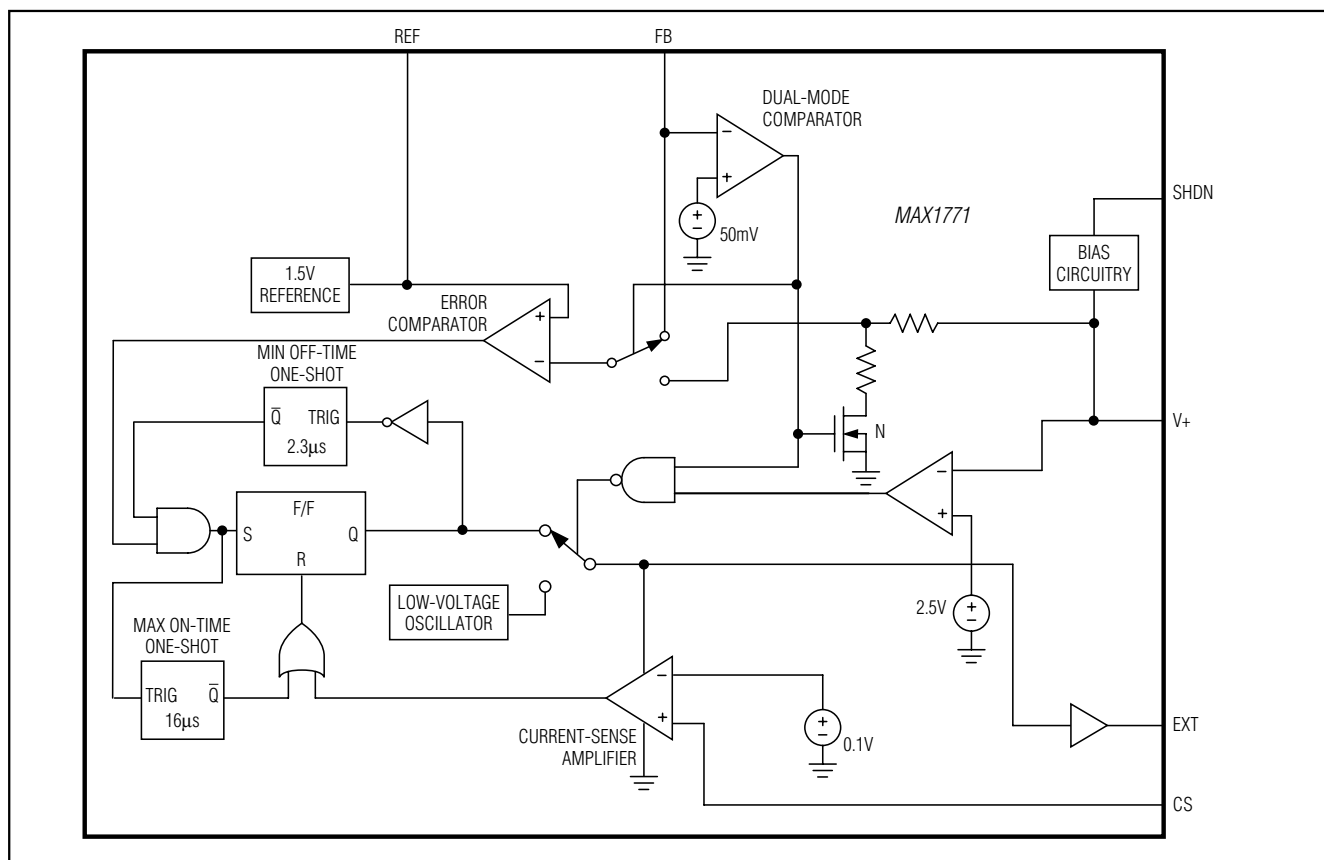 REF
FB
DUAL-MODE
COMPARATOR
−
+
+
−
50mV
MAX1771
SHDN
BIAS
CIRCUITRY
1.5V
REFERENCE
ERROR
COMPARATOR
+
−
MIN OFF-TIME
ONE-SHOT
Q̅ TRIG
2.3µs
N
V+
−
+
F/F
S Q
R
LOW-VOLTAGE
OSCILLATOR
2.5V
+
−
MAX ON-TIME
ONE-SHOT
TRIG Q̅
16µs
−
+
CURRENT-SENSE
AMPLIFIER
+
−
0.1V
EXT
CS